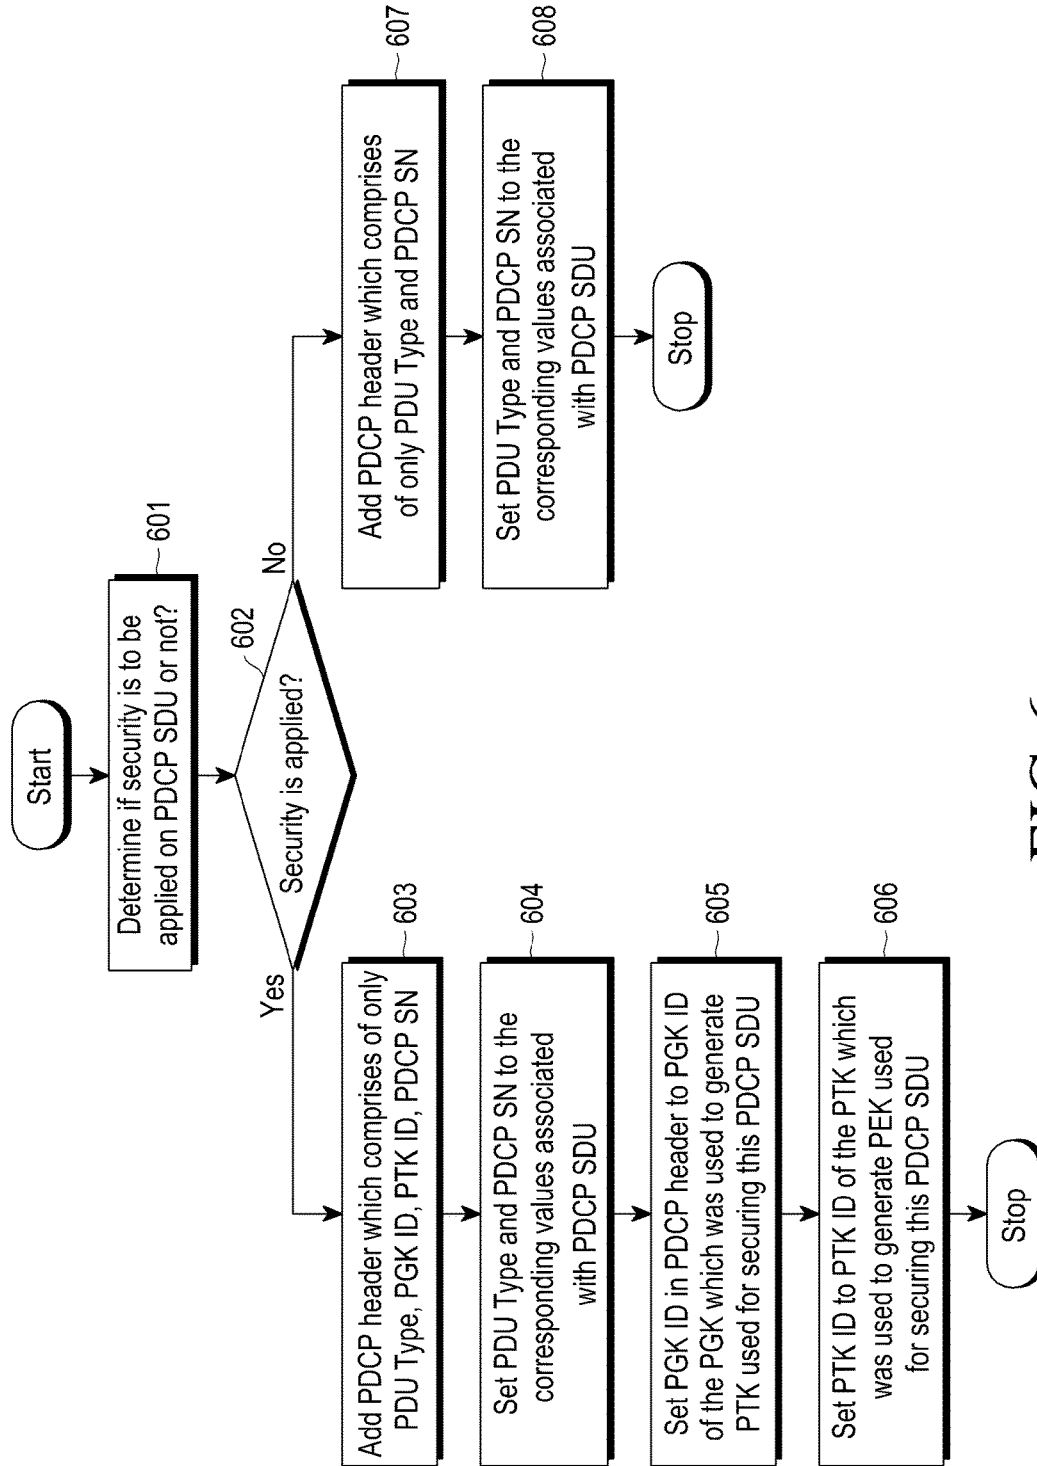 Start
Determine if security is to be
applied on PDCP SDU or not?
601
602
Security is applied?
Yes
No
Add PDCP header which comprises of only
PDU Type, PGK ID, PTK ID, PDCP SN
603
Set PDU Type and PDCP SN to the
corresponding values associated
with PDCP SDU
604
Set PGK ID in PDCP header to PGK ID
of the PGK which was used to generate
PTK used for securing this PDCP SDU
605
Set PTK ID to PTK ID of the PTK which
was used to generate PEK used
for securing this PDCP SDU
606
Stop
Add PDCP header which comprises
of only PDU Type and PDCP SN
607
Set PDU Type and PDCP SN to the
corresponding values associated
with PDCP SDU
608
Stop